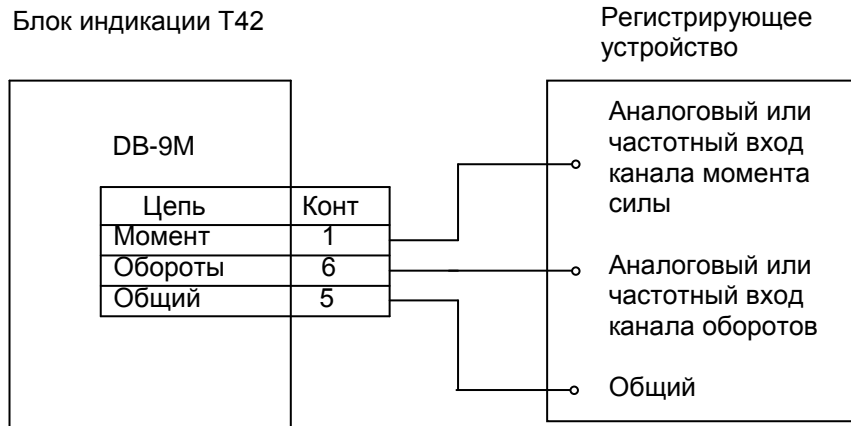 Блок индикации Т42
Регистрирующее
устройство
DB-9M
Цепь Конт
Момент 1
Обороты 6
Общий 5
Аналоговый или
частотный вход
канала момента
силы
Аналоговый или
частотный вход
канала оборотов
Общий